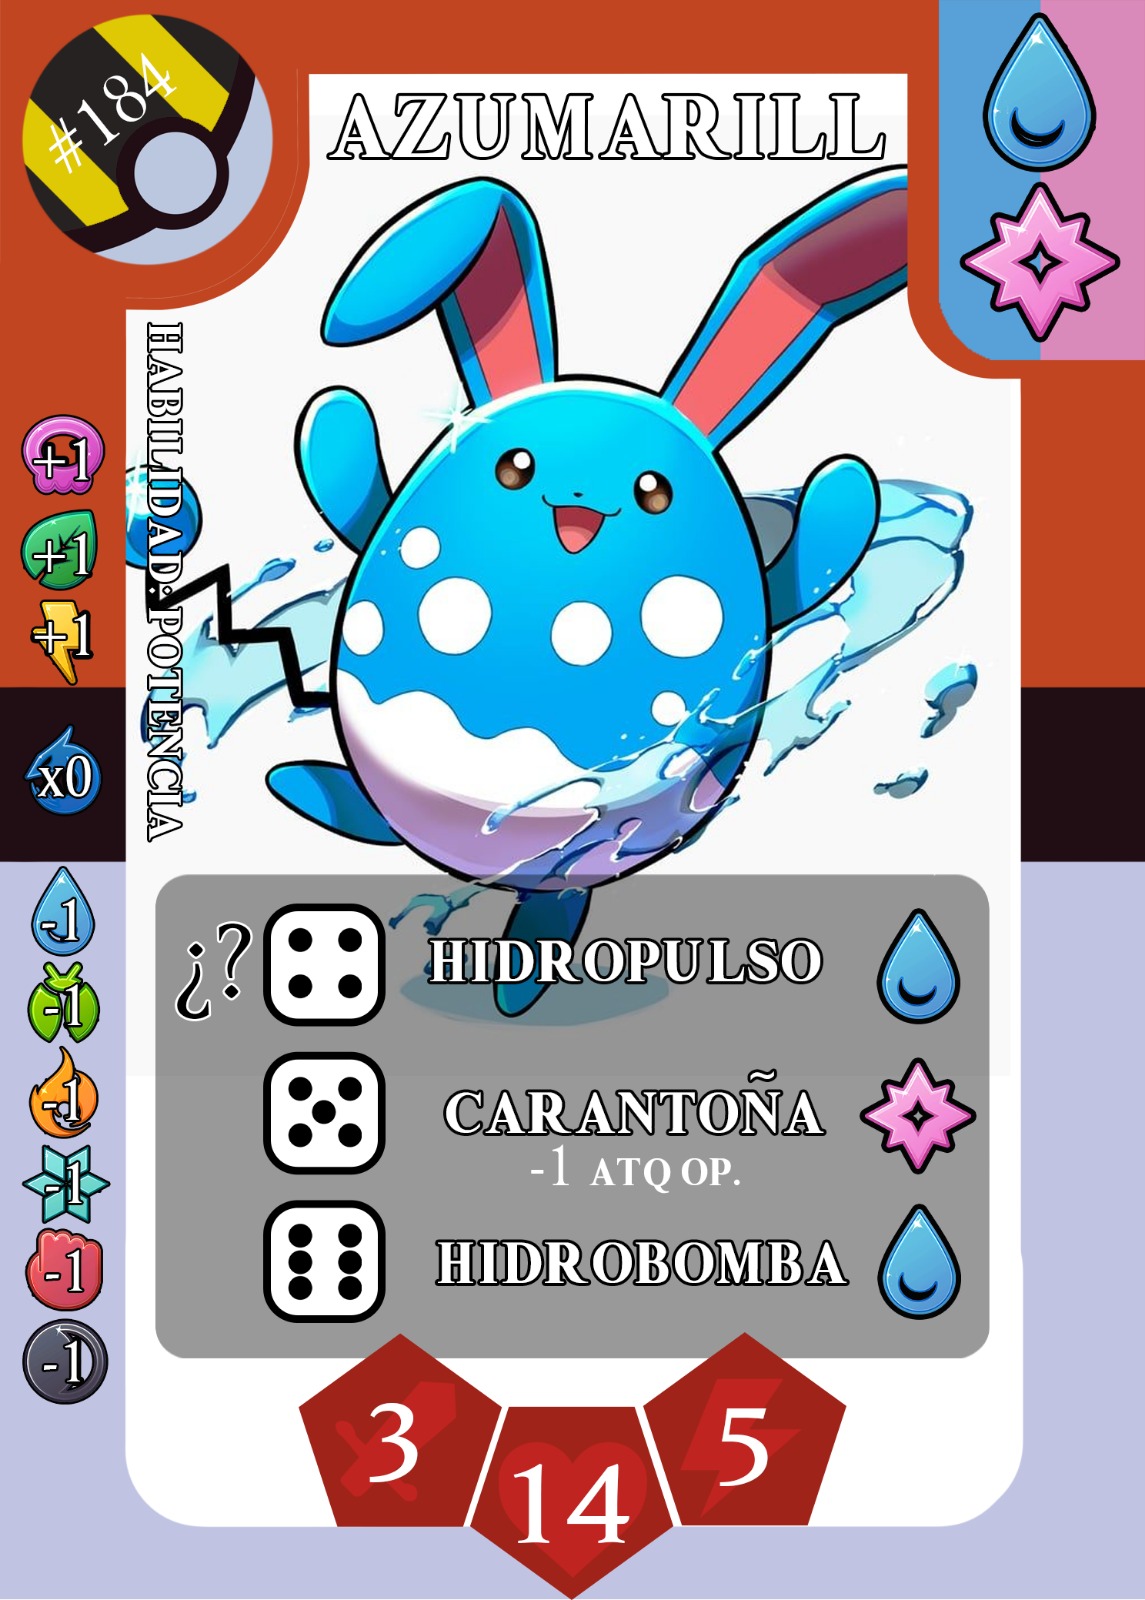 #184
AZUMARILL
HABILIDAD: POTENCIA
+1
+1
+1
x0
-1
-1
-1
-1
-1
-1
¿?
HIDROPULSO
CARANTOÑA
-1 ATQ OP.
HIDROBOMBA
3
14
5